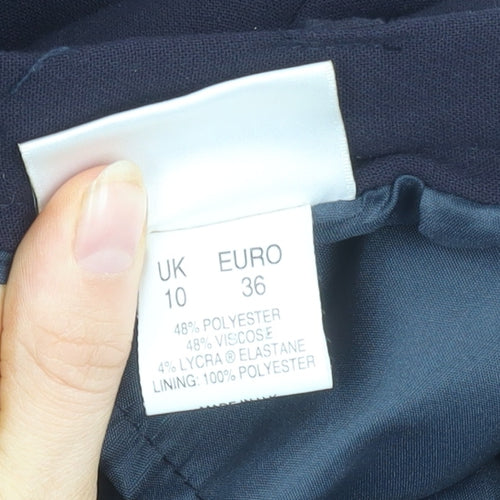 UK EURO
10 36
48% POLYESTER
48% VISCOSE
4% LYCRA ® ELASTANE
LINING: 100% POLYESTER